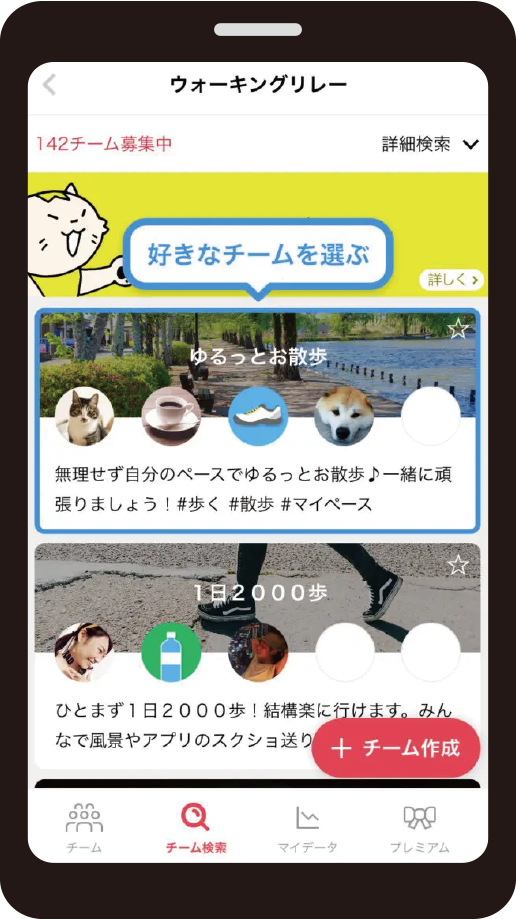 ウォーキングリレー
142チーム募集中
詳細検索
好きなチームを選ぶ
詳しく
ゆるっとお散歩
無理せず自分のペースでゆるっとお散歩♪一緒に頑
張りましょう！#歩く #散歩 #マイペース
１日２０００歩
ひとまず１日２０００歩！結構楽に行けます。みん
なで風景やアプリのスクショ送り
＋ チーム作成
チーム
チーム検索
マイデータ
プレミアム